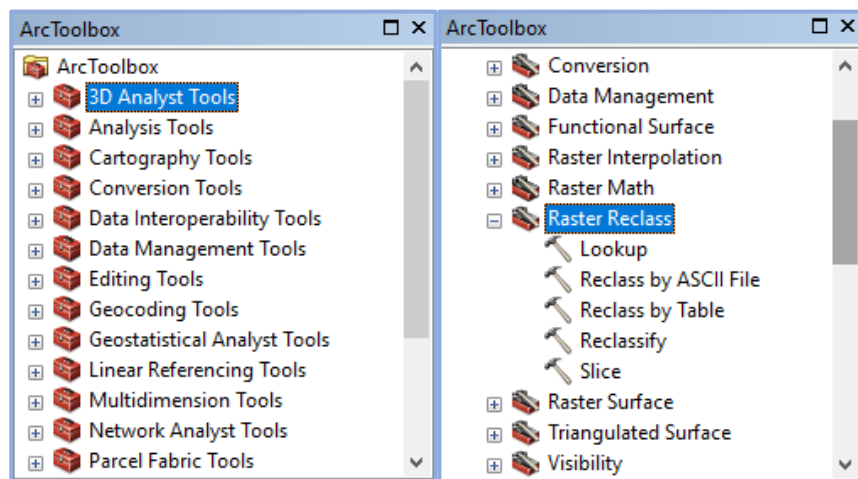 ArcToolbox
ArcToolbox
3D Analyst Tools
Analysis Tools
Cartography Tools
Conversion Tools
Data Interoperability Tools
Data Management Tools
Editing Tools
Geocoding Tools
Geostatistical Analyst Tools
Linear Referencing Tools
Multidimension Tools
Network Analyst Tools
Parcel Fabric Tools
ArcToolbox
Conversion
Data Management
Functional Surface
Raster Interpolation
Raster Math
Raster Reclass
Lookup
Reclass by ASCII File
Reclass by Table
Reclassify
Slice
Raster Surface
Triangulated Surface
Visibility